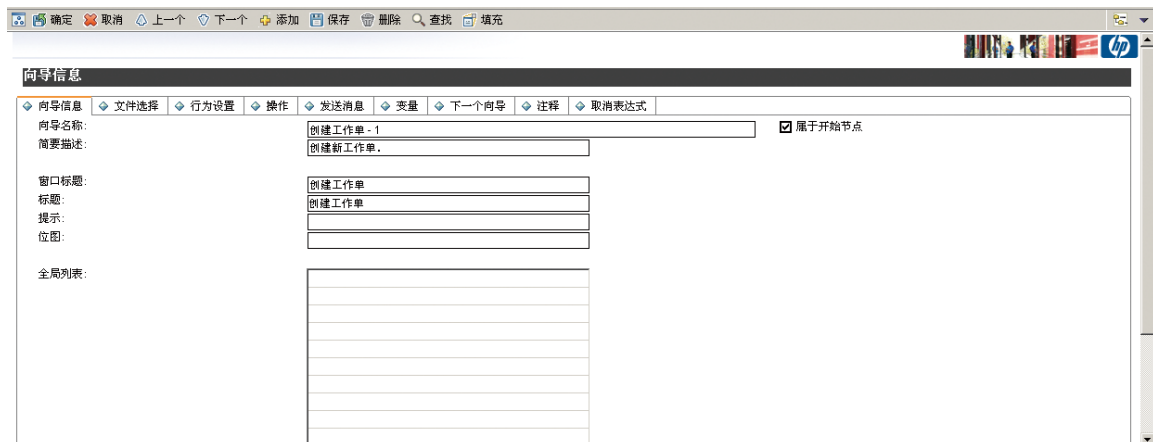 确定 取消 上一个 下一个 添加 保存 删除 查找 填充
hp
向导信息
向导信息 文件选择 行为设置 操作 发送消息 变量 下一个向导 注释 取消表达式
向导名称: 创建工作单-1 属于开始节点
简要描述: 创建新工作单.
窗口标题: 创建工作单
标题: 创建工作单
提示:
位图:
全局列表: